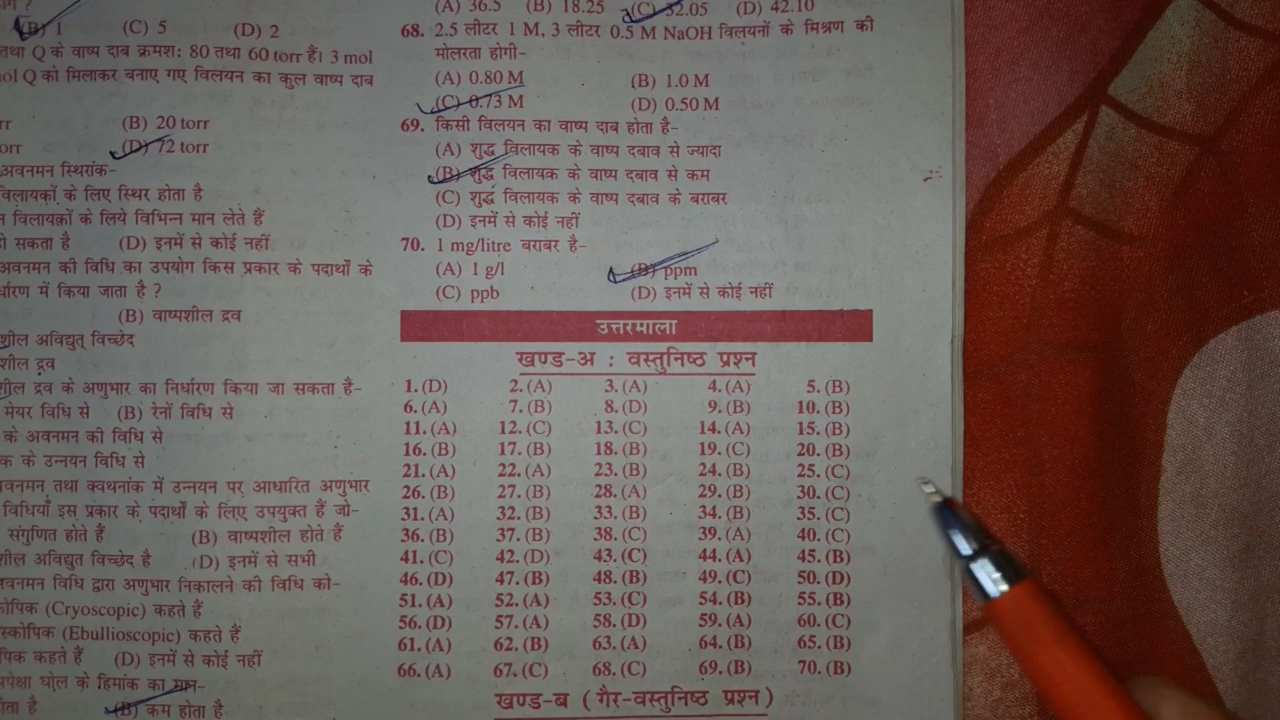 (B) 1 (C) 5 (D) 2
तथा Q के वाष्प दाब क्रमश: 80 तथा 60 torr हैं। 3 mol
ol Q को मिलाकर बनाए गए विलयन का कुल वाष्प दाब
rr (B) 20 torr
orr (D) 72 torr
अवनमन स्थिरांक-
विलायकों के लिए स्थिर होता है
न विलायकों के लिये विभिन्न मान लेते हैं
हो सकता है (D) इनमें से कोई नहीं
अवनमन की विधि का उपयोग किस प्रकार के पदार्थों के
र्धारण में किया जाता है ?
(B) वाष्पशील द्रव
शील अविद्युत् विच्छेद
शील द्रव
शील द्रव के अणुभार का निर्धारण किया जा सकता है-
मेयर विधि से (B) रेनों विधि से
के अवनमन की विधि से
क के उन्नयन विधि से
वनमन तथा क्वथनांक में उन्नयन पर आधारित अणुभार
विधियाँ इस प्रकार के पदार्थों के लिए उपयुक्त हैं जो-
संगुणित होते हैं (B) वाष्पशील होते हैं
शील अविद्युत विच्छेद है (D) इनमें से सभी
वनमन विधि द्वारा अणुभार निकालने की विधि को-
कोपिक (Cryoscopic) कहते हैं
स्कोपिक (Ebullioscopic) कहते हैं
पिक कहते हैं (D) इनमें से कोई नहीं
पेक्षा घोल के हिमांक का मान-
ोता है (B) कम होता है
(A) 36.5 (B) 18.25 (C) 32.05 (D) 42.10
68. 2.5 लीटर 1 M, 3 लीटर 0.5 M NaOH विलयनों के मिश्रण की
मोलरता होगी-
(A) 0.80 M (B) 1.0 M
(C) 0.73 M (D) 0.50 M
69. किसी विलयन का वाष्प दाब होता है-
(A) शुद्ध विलायक के वाष्प दबाव से ज्यादा
(B) शुद्ध विलायक के वाष्प दबाव से कम
(C) शुद्ध विलायक के वाष्प दबाव के बराबर
(D) इनमें से कोई नहीं
70. 1 mg/litre बराबर है-
(A) 1 g/l (B) ppm
(C) ppb (D) इनमें से कोई नहीं
उत्तरमाला
खण्ड-अ : वस्तुनिष्ठ प्रश्न
1. (D) 2. (A) 3. (A) 4. (A) 5. (B)
6. (A) 7. (B) 8. (D) 9. (B) 10. (B)
11. (A) 12. (C) 13. (C) 14. (A) 15. (B)
16. (B) 17. (B) 18. (B) 19. (C) 20. (B)
21. (A) 22. (A) 23. (B) 24. (B) 25. (C)
26. (B) 27. (B) 28. (A) 29. (B) 30. (C)
31. (A) 32. (B) 33. (B) 34. (B) 35. (C)
36. (B) 37. (B) 38. (C) 39. (A) 40. (C)
41. (C) 42. (D) 43. (C) 44. (A) 45. (B)
46. (D) 47. (B) 48. (B) 49. (C) 50. (D)
51. (A) 52. (A) 53. (C) 54. (B) 55. (B)
56. (D) 57. (A) 58. (D) 59. (A) 60. (C)
61. (A) 62. (B) 63. (A) 64. (B) 65. (B)
66. (A) 67. (C) 68. (C) 69. (B) 70. (B)
खण्ड-ब ( गैर-वस्तुनिष्ठ प्रश्न )